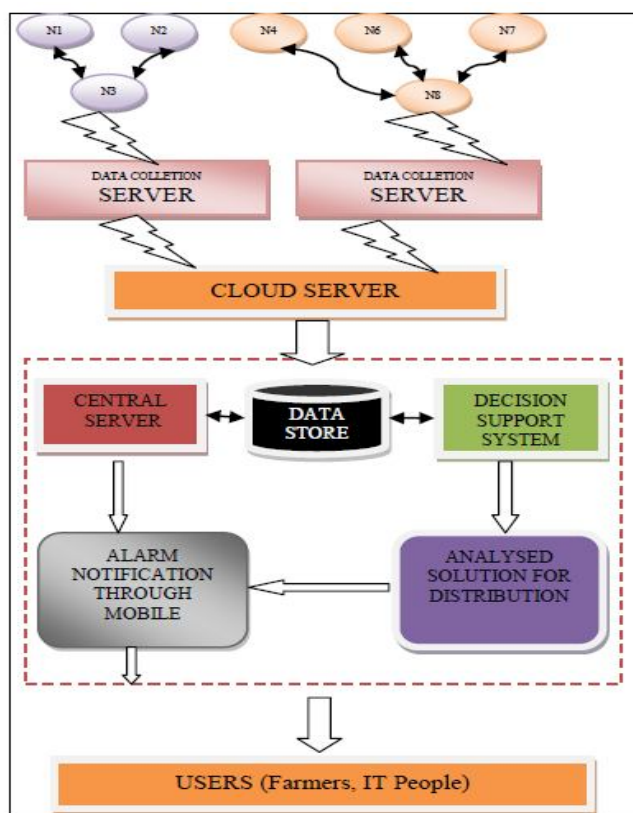 N1
N2
N4
N6
N7
N3
N8
DATA COLLETION
SERVER
DATA COLLETION
SERVER
CLOUD SERVER
CENTRAL
SERVER
DATA
STORE
DECISION
SUPPORT
SYSTEM
ALARM
NOTIFICATION
THROUGH
MOBILE
ANALYSED
SOLUTION FOR
DISTRIBUTION
USERS (Farmers, IT People)